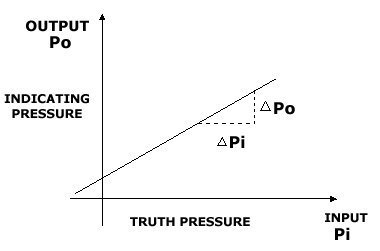 OUTPUT
Po
INDICATING
PRESSURE
△Po
△Pi
TRUTH PRESSURE
INPUT
Pi